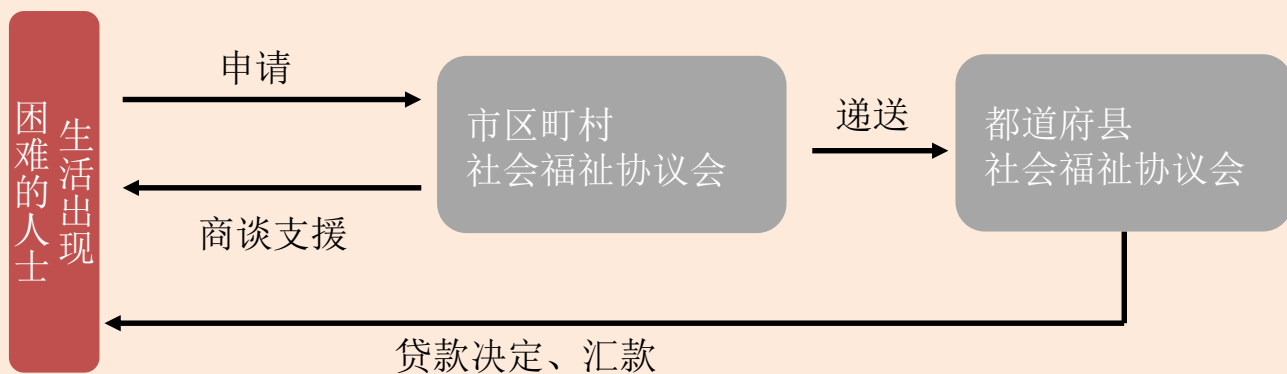 生活出现
困难的人士
申请
商谈支援
市区町村
社会福祉协议会
递送
都道府县
社会福祉协议会
贷款决定、汇款